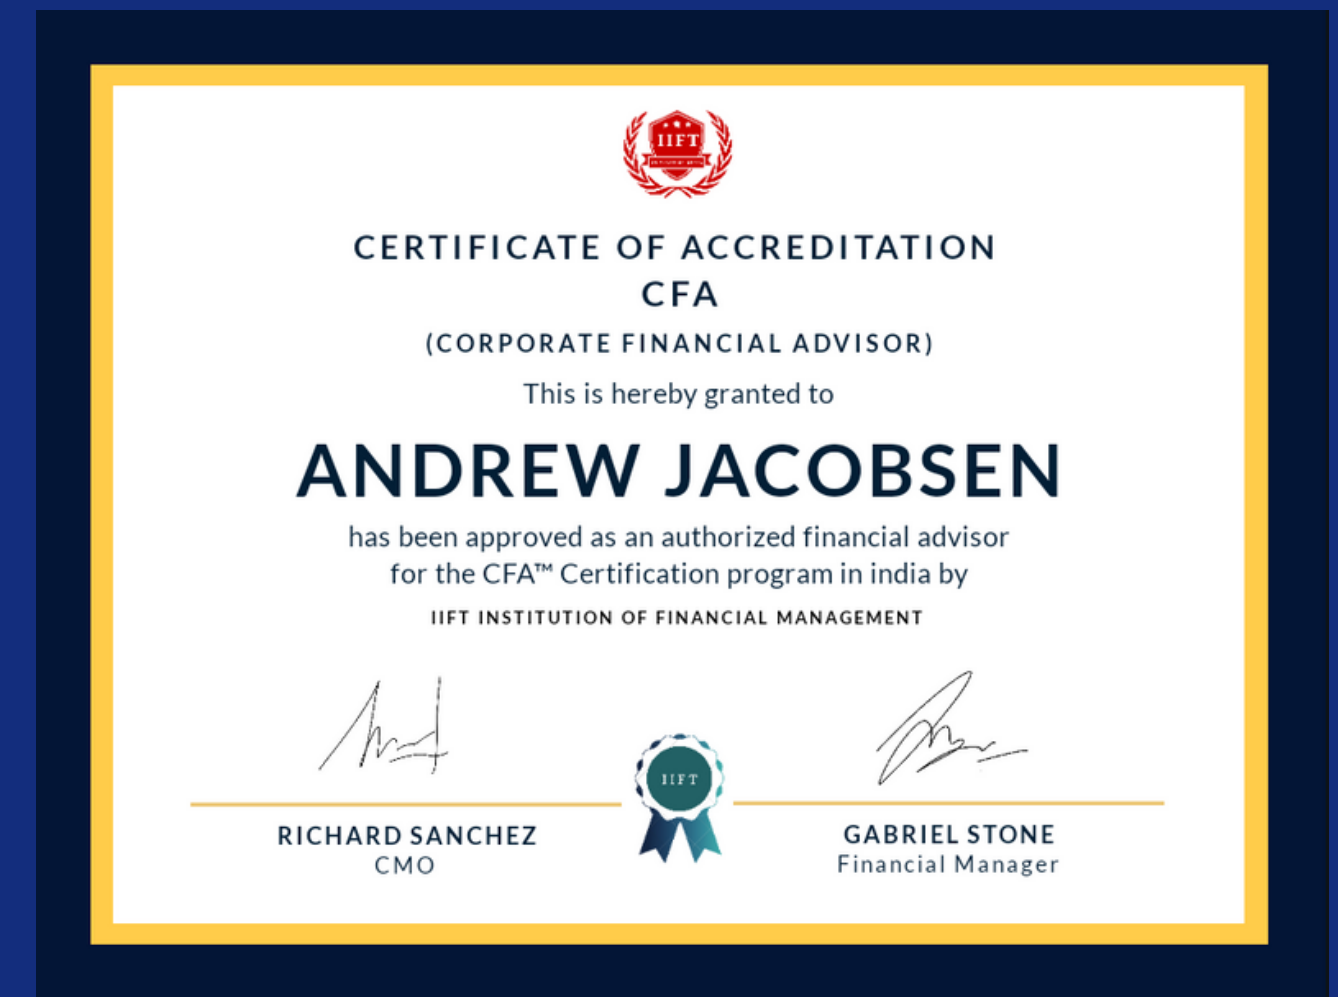 IIFT
CERTIFICATE OF ACCREDITATION
CFA
(CORPORATE FINANCIAL ADVISOR)
This is hereby granted to
ANDREW JACOBSEN
has been approved as an authorized financial advisor
for the CFA™ Certification program in india by
IIFT INSTITUTION OF FINANCIAL MANAGEMENT
IIFT
RICHARD SANCHEZ
CMO
GABRIEL STONE
Financial Manager